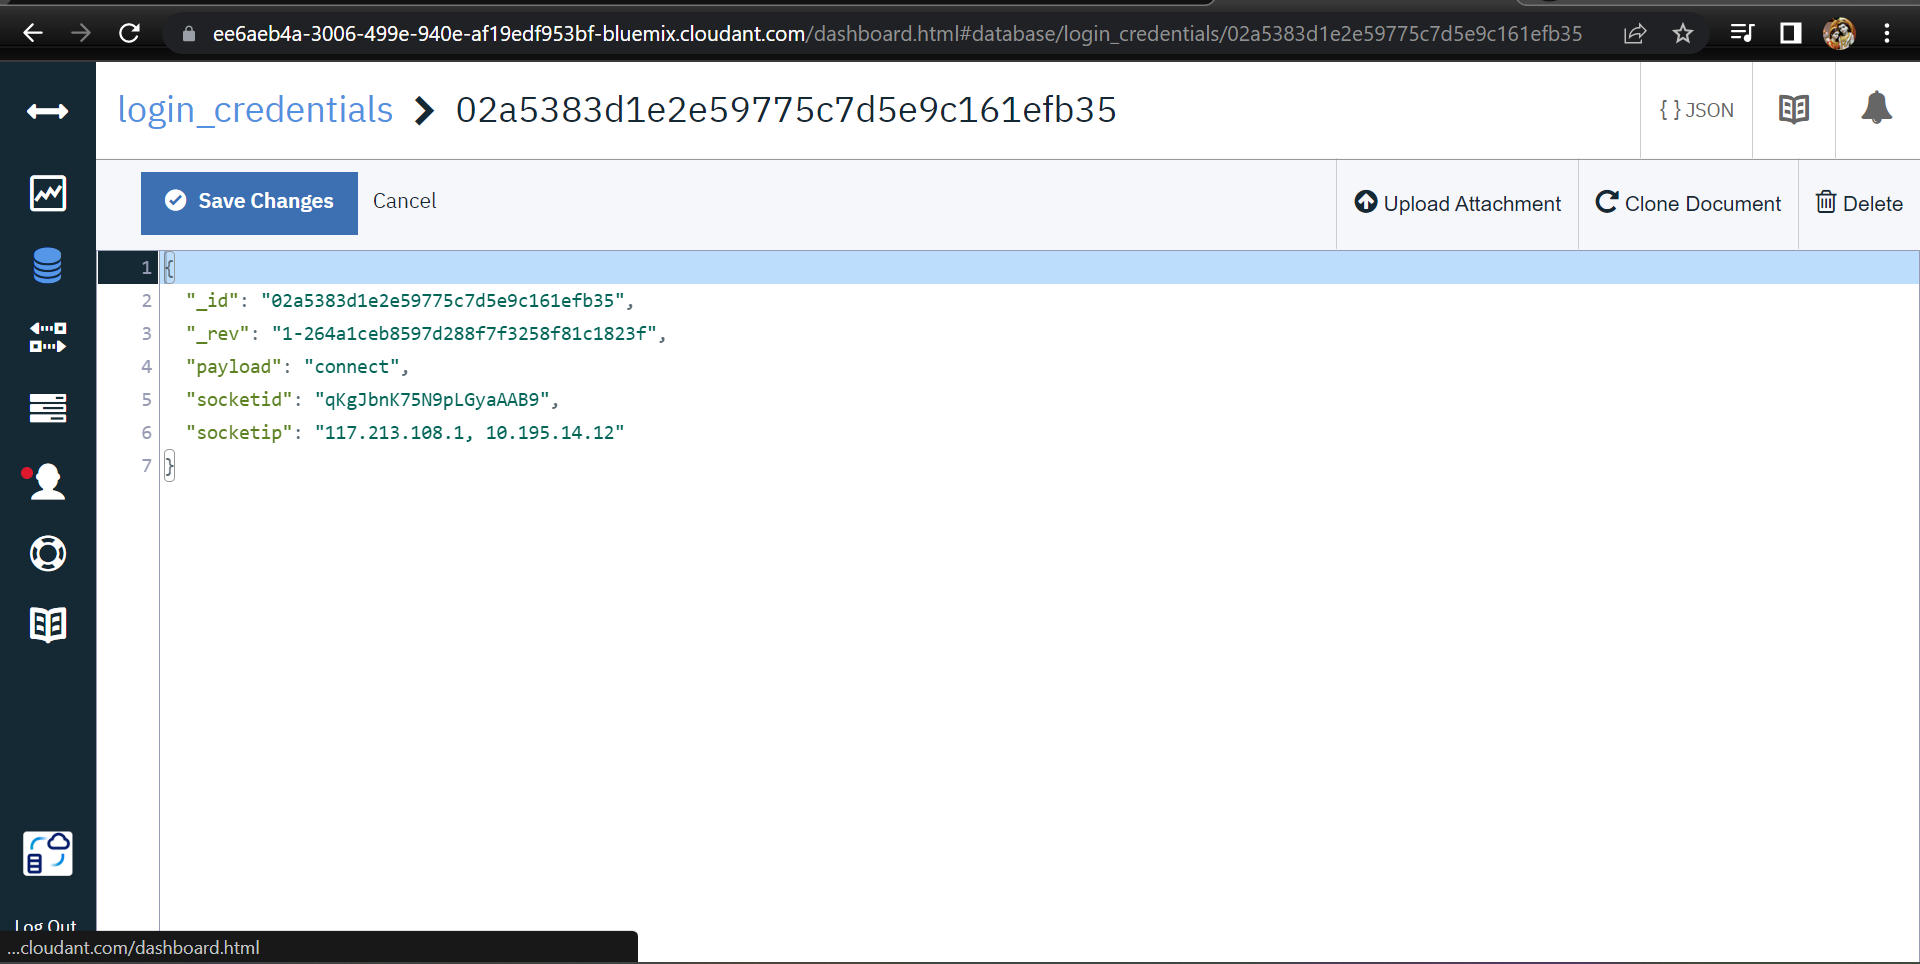 ee6aeb4a-3006-499e-940e-af19edf953bf-bluemix.cloudant.com/dashboard.html#database/login_credentials/02a5383d1e2e59775c7d5e9c161efb35
login_credentials 02a5383d1e2e59775c7d5e9c161efb35
{ } JSON
Save Changes Cancel Upload Attachment Clone Document Delete
1 {
2 "_id": "02a5383d1e2e59775c7d5e9c161efb35",
3 "_rev": "1-264a1ceb8597d288f7f3258f81c1823f",
4 "payload": "connect",
5 "socketid": "qKgJbnK75N9pLGyaAAB9",
6 "socketip": "117.213.108.1, 10.195.14.12"
7 }
Log Out
...cloudant.com/dashboard.html